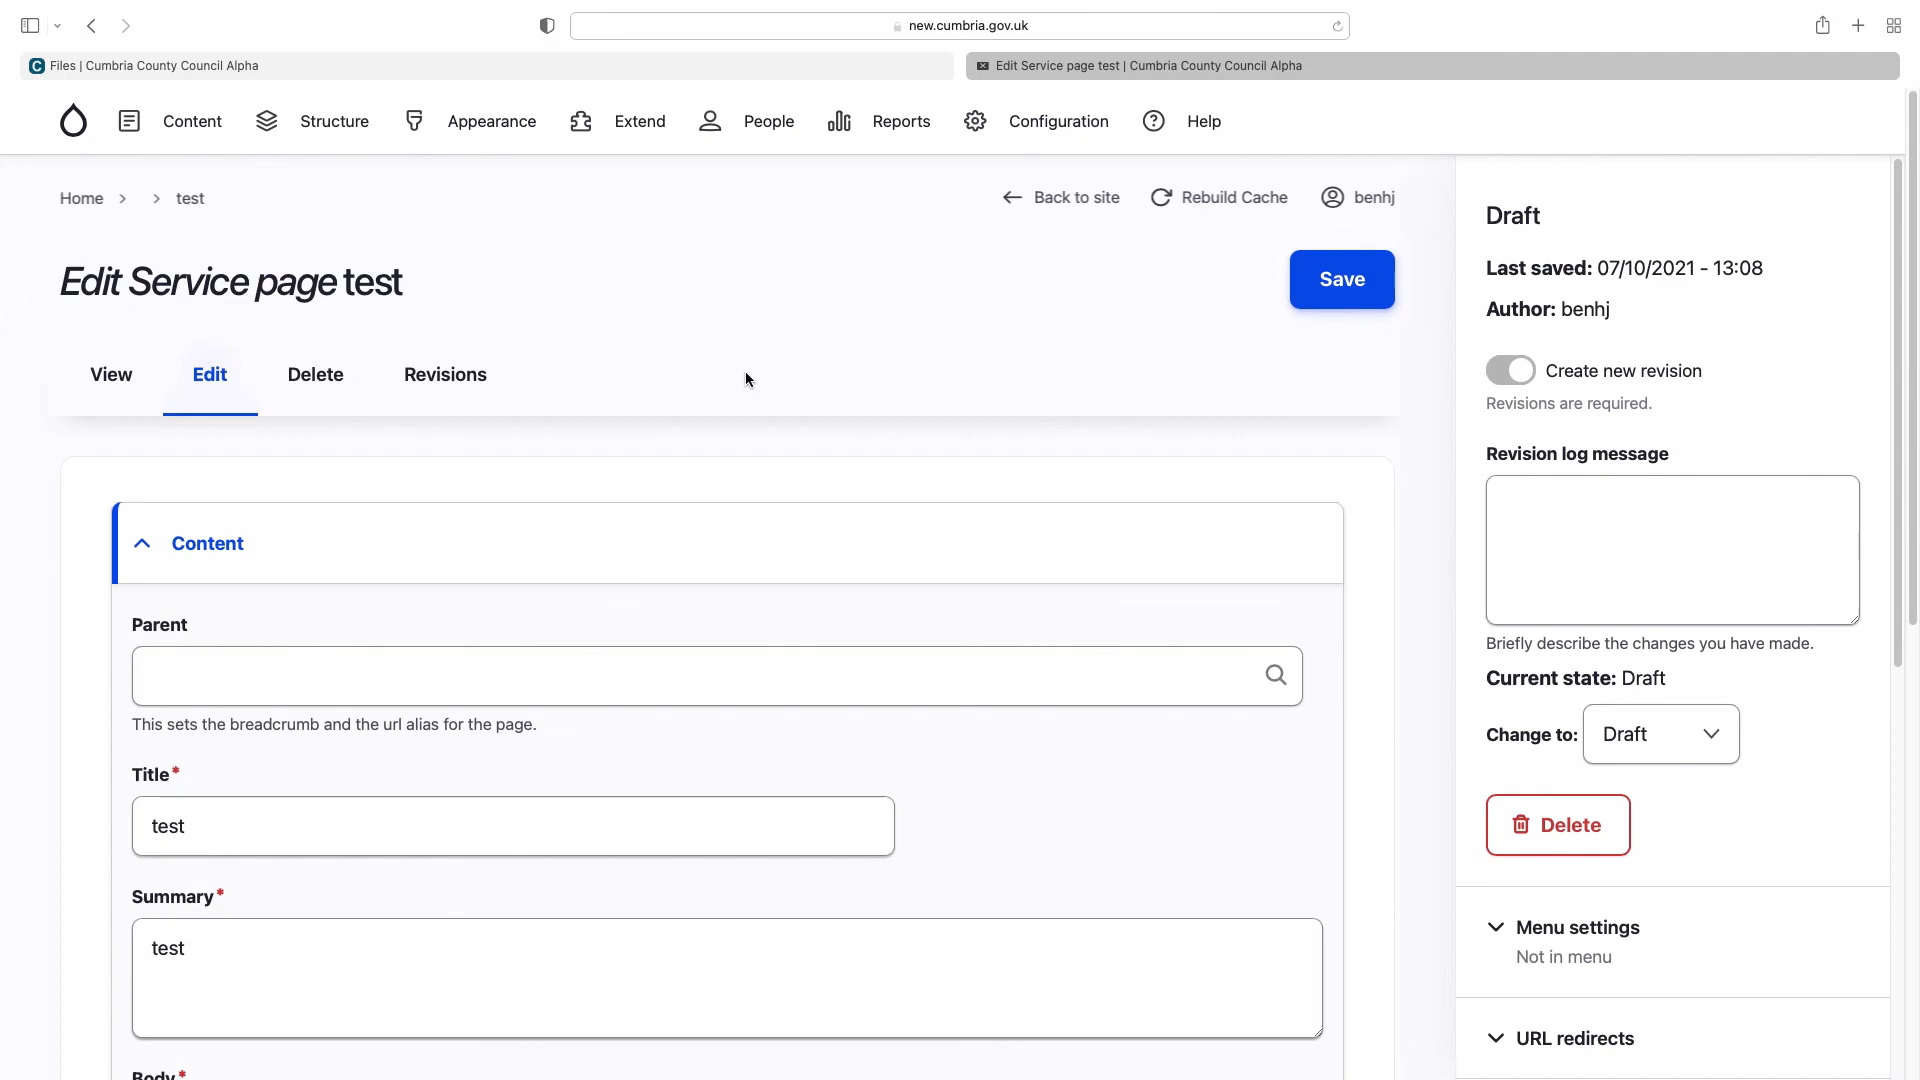 new.cumbria.gov.uk
Files | Cumbria County Council Alpha
Edit Service page test | Cumbria County Council Alpha
Content
Structure
Appearance
Extend
People
Reports
Configuration
Help
Home > > test
Back to site
Rebuild Cache
benhj
Edit Service page test
Save
View
Edit
Delete
Revisions
Content
Parent
This sets the breadcrumb and the url alias for the page.
Title*
test
Summary*
test
Body*
Draft
Last saved: 07/10/2021 - 13:08
Author: benhj
Create new revision
Revisions are required.
Revision log message
Briefly describe the changes you have made.
Current state: Draft
Change to: Draft
Delete
Menu settings
Not in menu
URL redirects